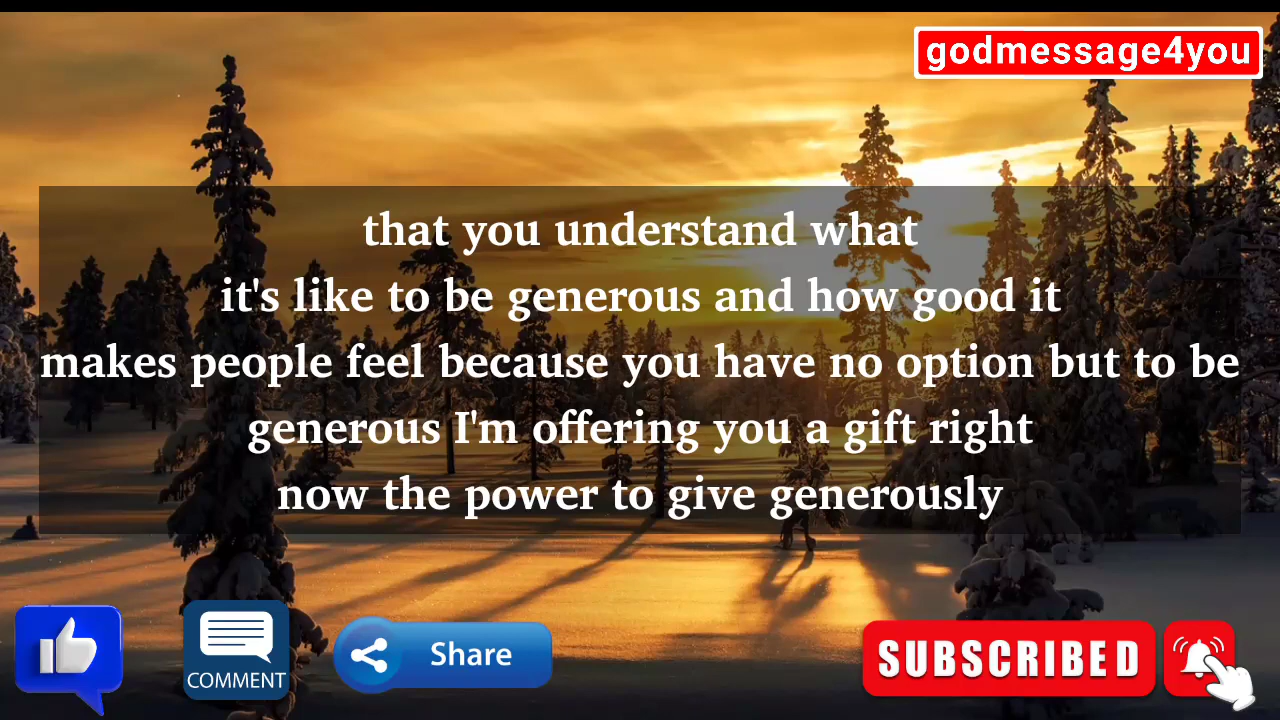 godmessage4you
that you understand what
it's like to be generous and how good it
makes people feel because you have no option but to be
generous I'm offering you a gift right
now the power to give generously
COMMENT
Share
SUBSCRIBED